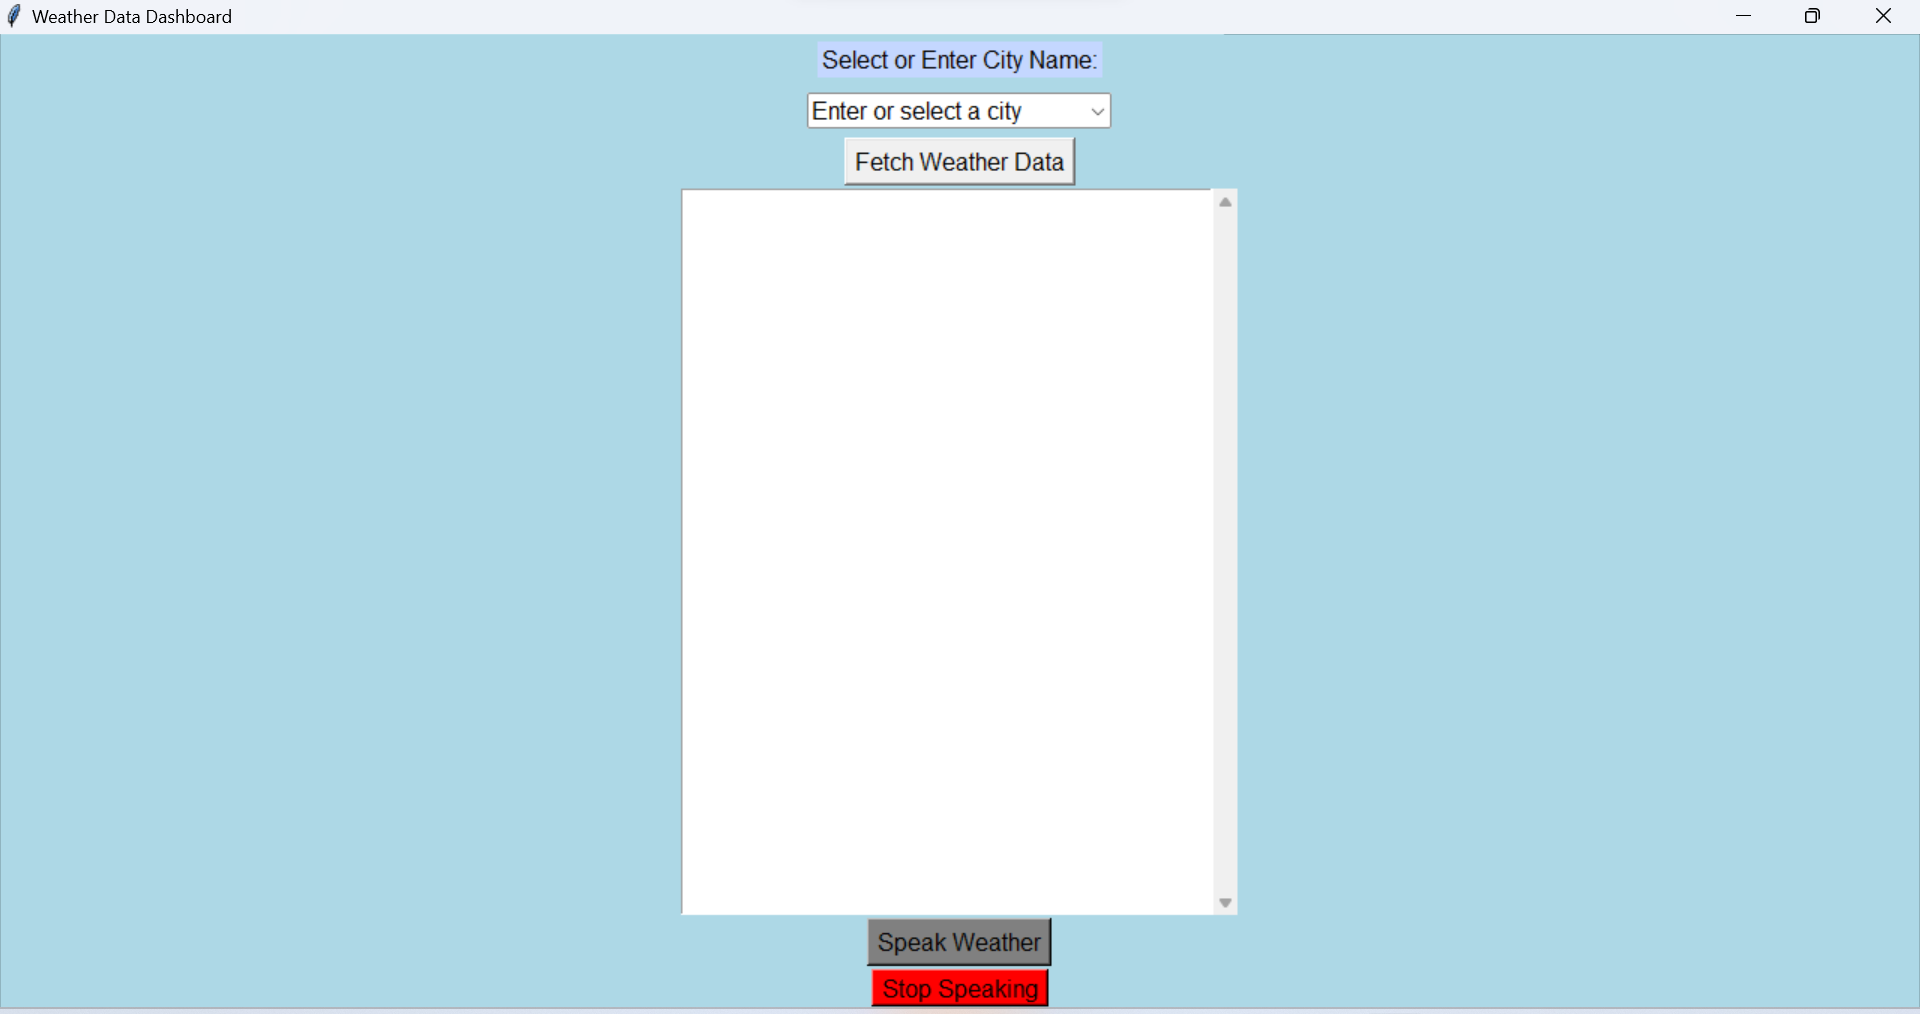 Weather Data Dashboard
Select or Enter City Name:
Enter or select a city
Fetch Weather Data
Speak Weather
Stop Speaking